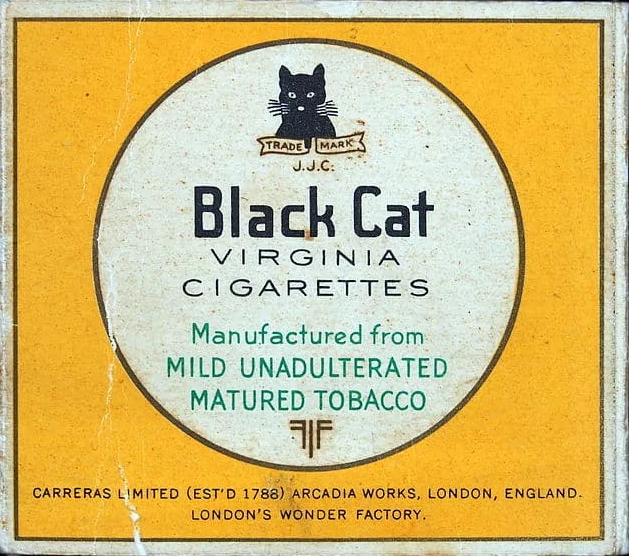 TRADE MARK
J.J.C:
Black Cat
VIRGINIA
CIGARETTES
Manufactured from
MILD UNADULTERATED
MATURED TOBACCO
CARRERAS LIMITED (EST'D 1788) ARCADIA WORKS, LONDON, ENGLAND.
LONDON'S WONDER FACTORY.